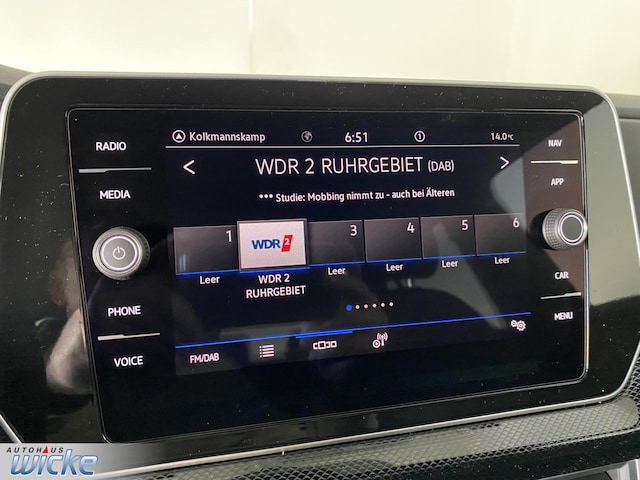 RADIO
MEDIA
PHONE
VOICE
Kolkmannskamp 6:51 14.0°C
WDR 2 RUHRGEBIET (DAB)
••• Studie: Mobbing nimmt zu - auch bei Älteren
1 WDR 2 3 4 5 6
Leer WDR 2 Leer Leer Leer Leer
RUHRGEBIET
FM/DAB
NAV
APP
CAR
MENU
AUTOHAUS
WICKE